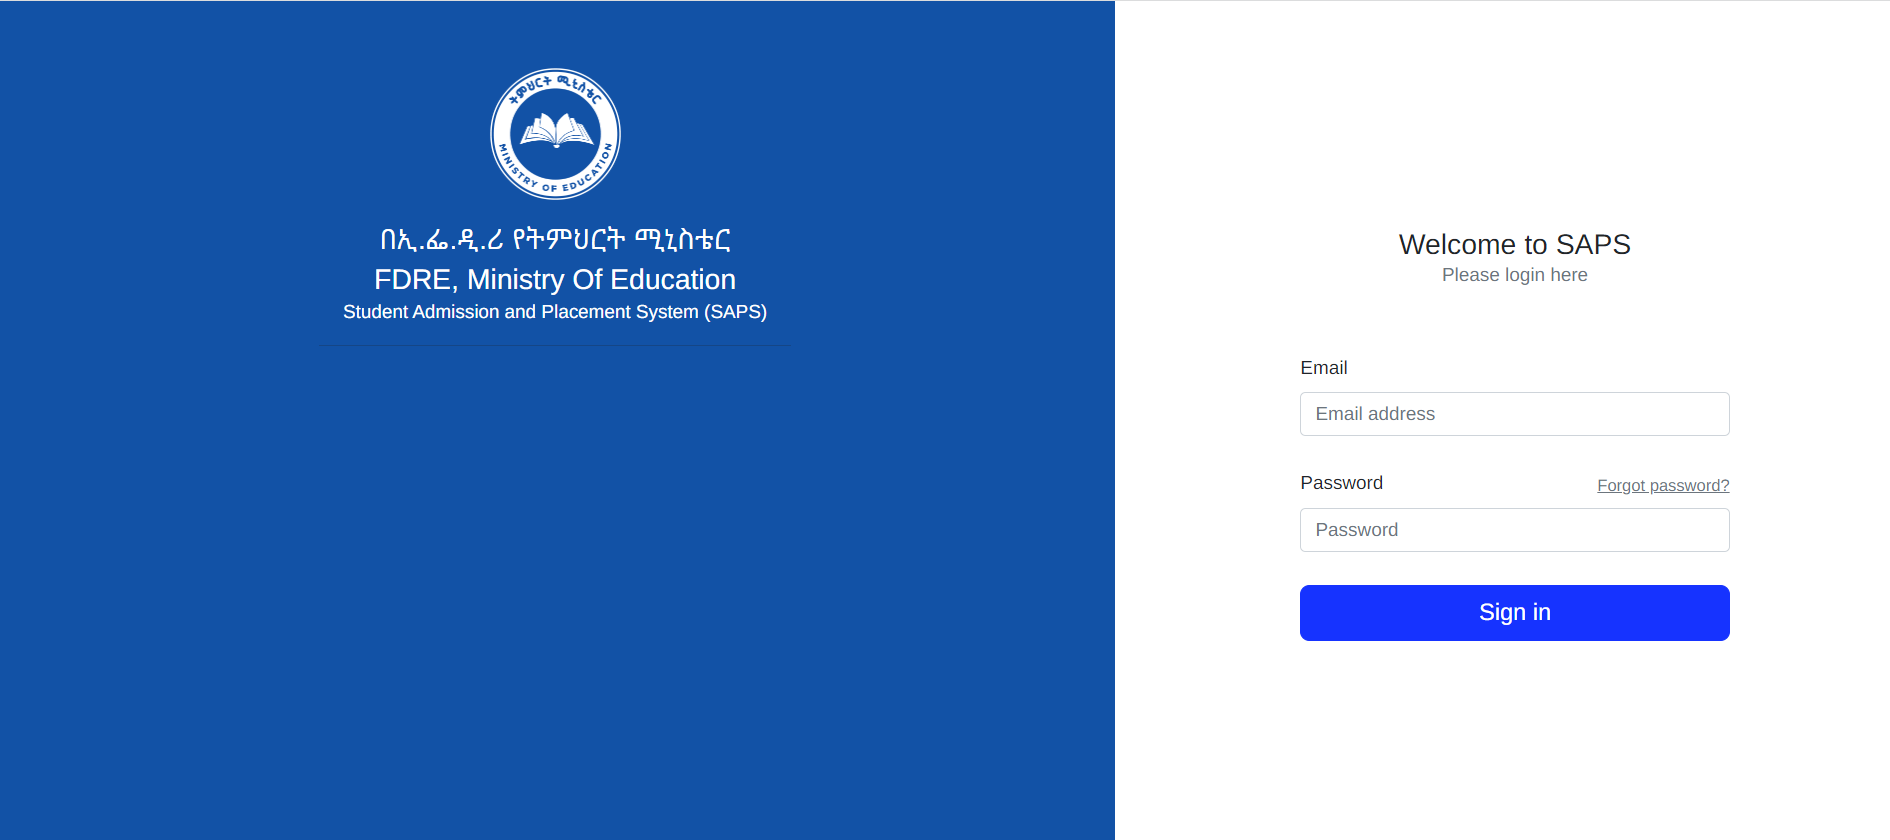 ትምህርት ሚኒስቴር
MINISTRY OF EDUCATION
በኢ.ፌ.ዲ.ሪ የትምህርት ሚኒስቴር
FDRE, Ministry Of Education
Student Admission and Placement System (SAPS)
Welcome to SAPS
Please login here
Email
Email address
Password
Forgot password?
Password
Sign in